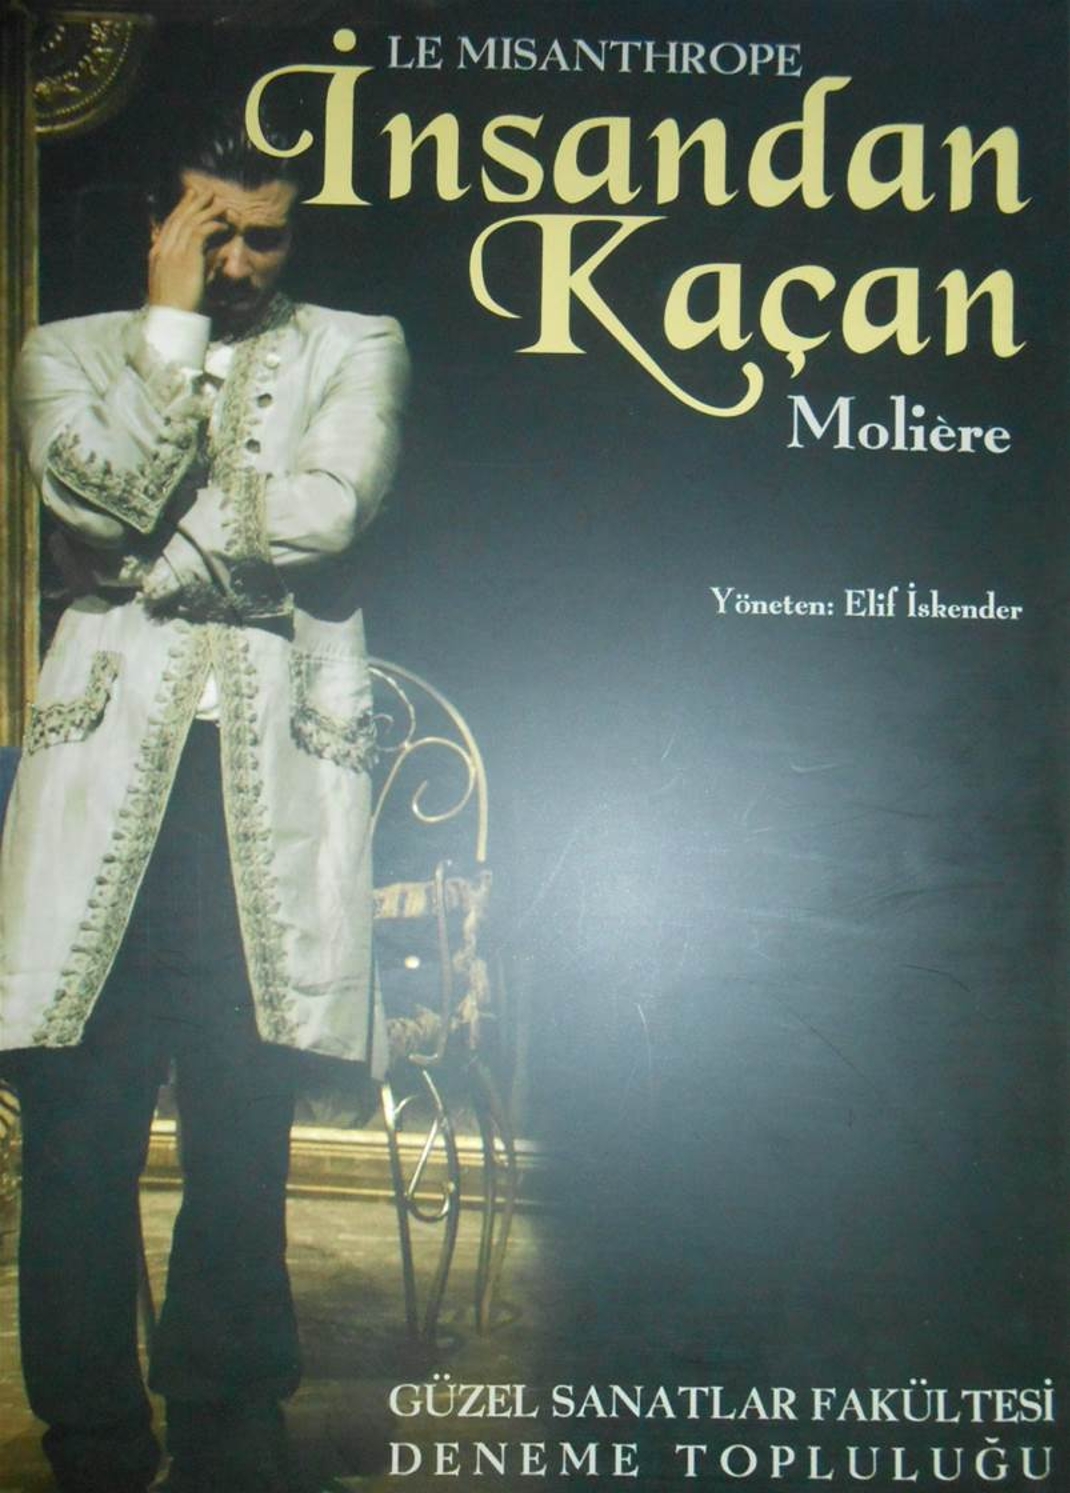 LE MISANTHROPE
İnsandan
Kaçan
Molière
Yöneten: Elif İskender
GÜZEL SANATLAR FAKÜLTESİ
DENEME TOPLULUĞU